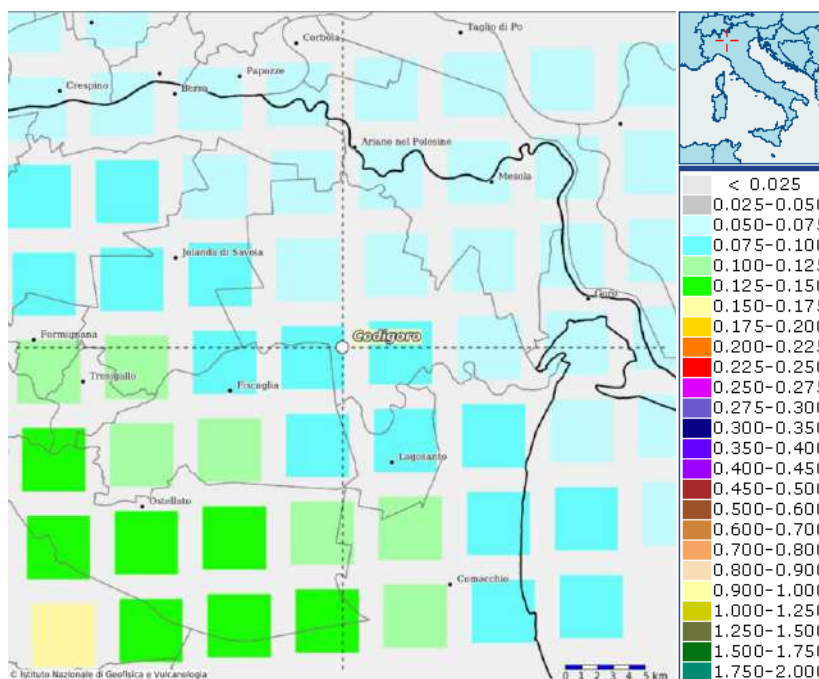 Taglio di Po
Corbola
Papozze
Crespino
Berra
Ariano nel Polesine
Mesola
Jolanda di Savoia
Goro
Formignana
Codigoro
Tresigallo
Fiscaglia
Lagosanto
Ostellato
Comacchio
© Istituto Nazionale di Geofisica e Vulcanologia
0 1 2 3 4 5 km
< 0.025
0.025-0.050
0.050-0.075
0.075-0.100
0.100-0.125
0.125-0.150
0.150-0.175
0.175-0.200
0.200-0.225
0.225-0.250
0.250-0.275
0.275-0.300
0.300-0.350
0.350-0.400
0.400-0.450
0.450-0.500
0.500-0.600
0.600-0.700
0.700-0.800
0.800-0.900
0.900-1.000
1.000-1.250
1.250-1.500
1.500-1.750
1.750-2.000